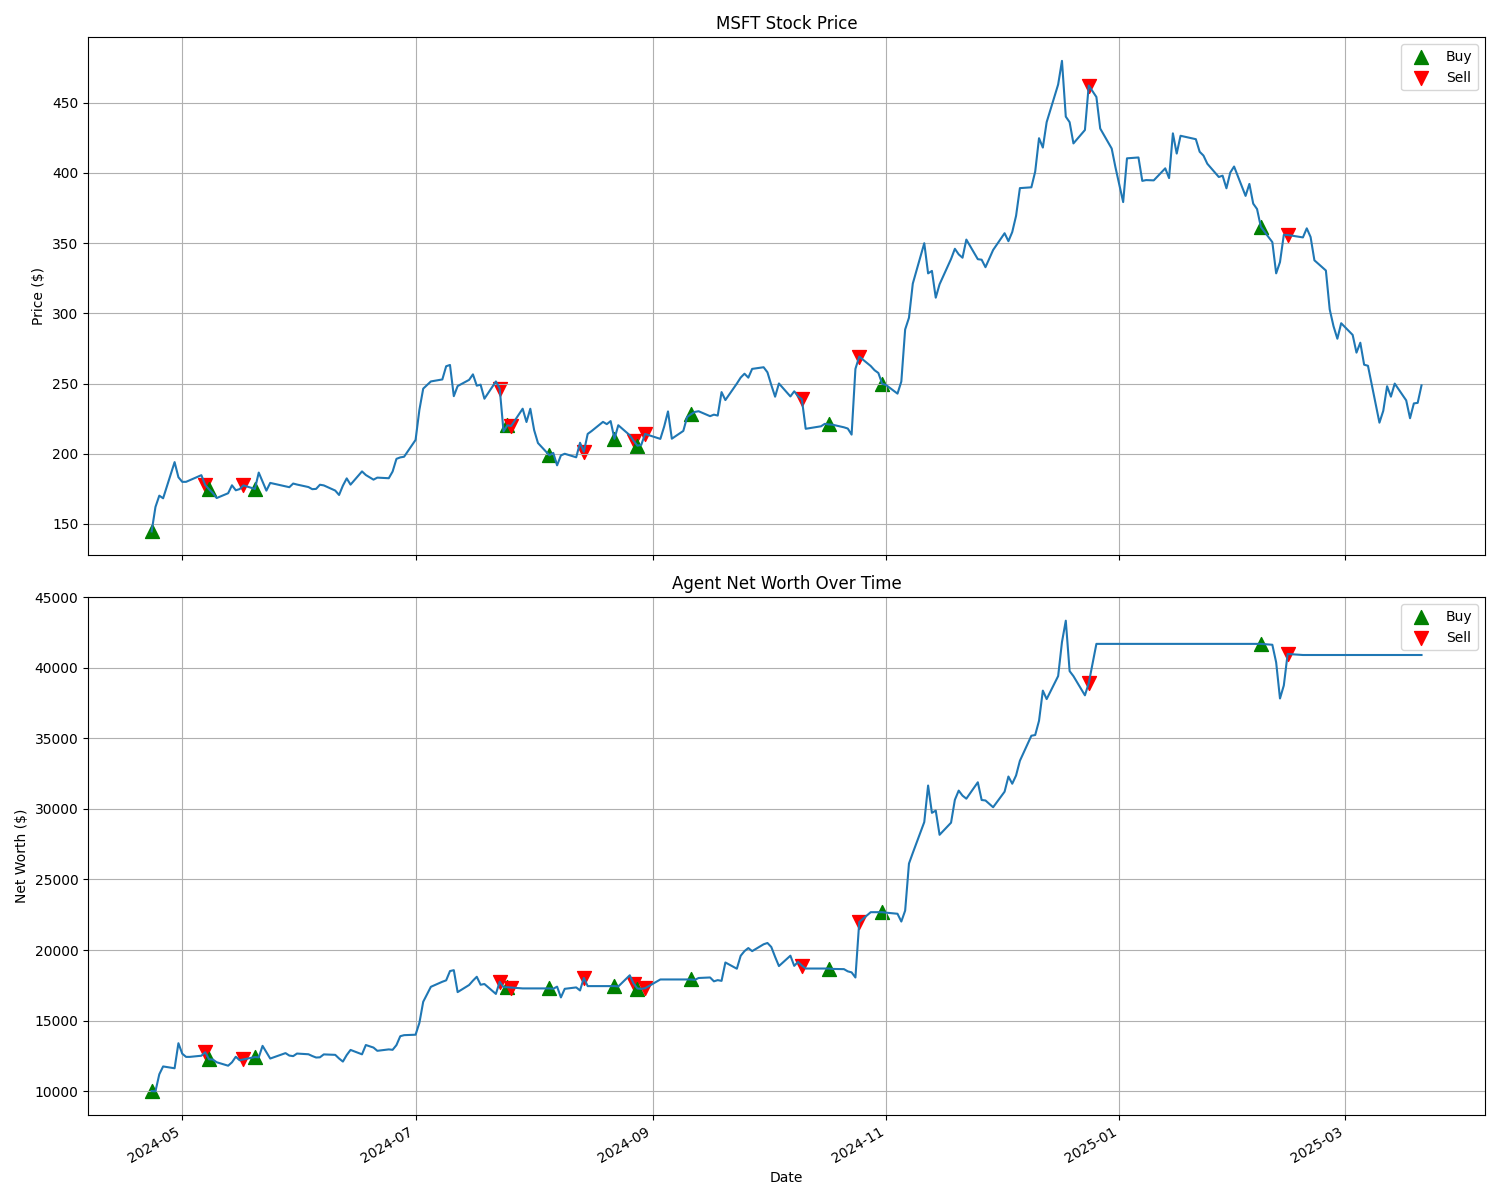 MSFT Stock Price
Buy
Sell
450
400
350
300
250
200
150
Price ($)
Agent Net Worth Over Time
Buy
Sell
45000
40000
35000
30000
25000
20000
15000
10000
Net Worth ($)
2024-05
2024-07
2024-09
2024-11
2025-01
2025-03
Date